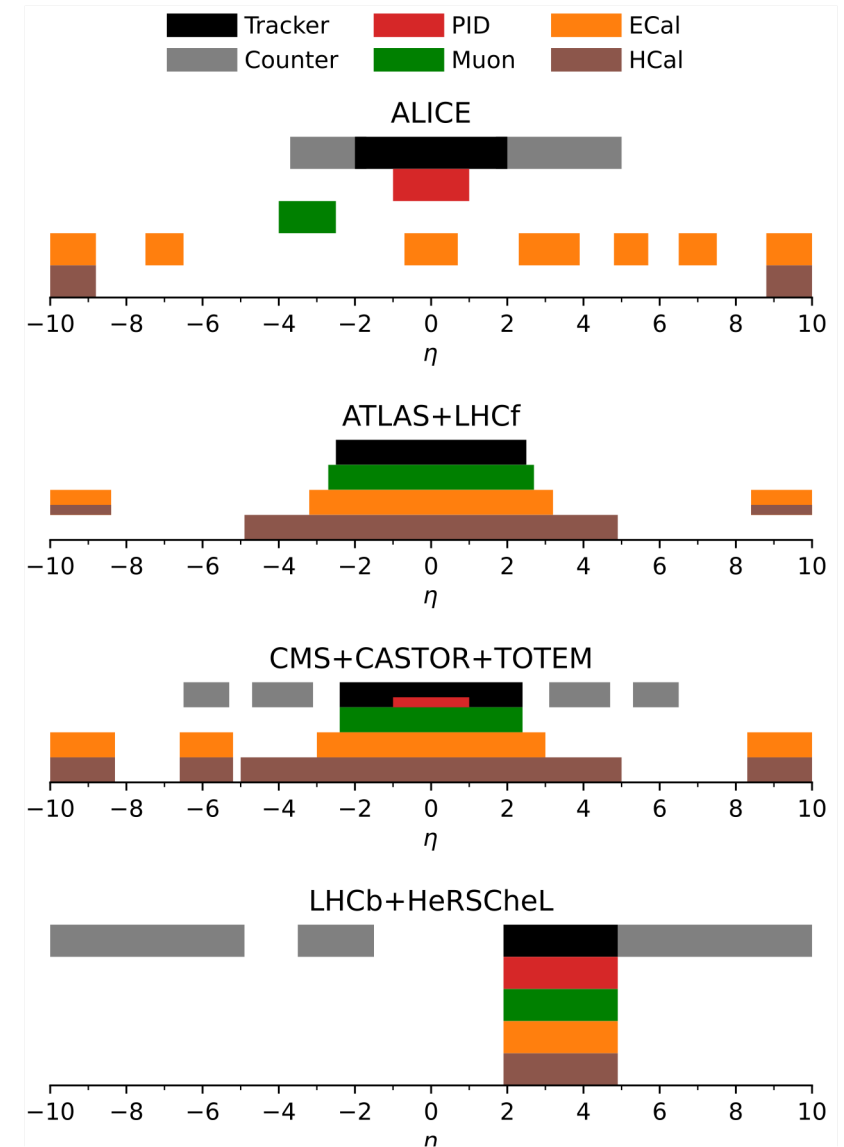 Tracker PID ECal
Counter Muon HCal
ALICE
−10 −8 −6 −4 −2 0 2 4 6 8 10
η
ATLAS+LHCf
−10 −8 −6 −4 −2 0 2 4 6 8 10
η
CMS+CASTOR+TOTEM
−10 −8 −6 −4 −2 0 2 4 6 8 10
η
LHCb+HeRSCheL
−10 −8 −6 −4 −2 0 2 4 6 8 10
η